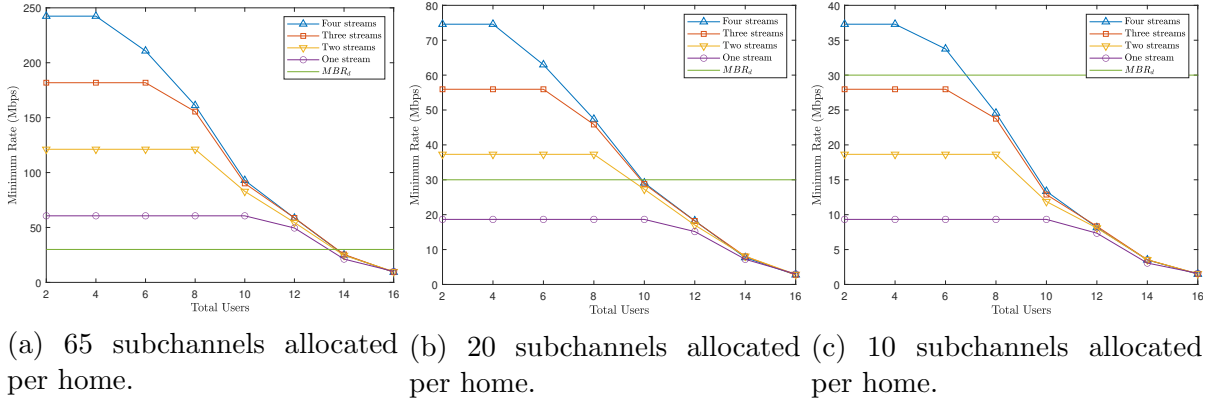 250
200
150
100
50
0
Minimum Rate (Mbps)
2 4 6 8 10 12 14 16
Total Users
Four streams
Three streams
Two streams
One stream
MBR_d
80
70
60
50
40
30
20
10
0
Minimum Rate (Mbps)
2 4 6 8 10 12 14 16
Total Users
Four streams
Three streams
Two streams
One stream
MBR_d
40
35
30
25
20
15
10
5
0
Minimum Rate (Mbps)
2 4 6 8 10 12 14 16
Total Users
Four streams
Three streams
Two streams
One stream
MBR_d
(a) 65 subchannels allocated
per home.
(b) 20 subchannels allocated
per home.
(c) 10 subchannels allocated
per home.